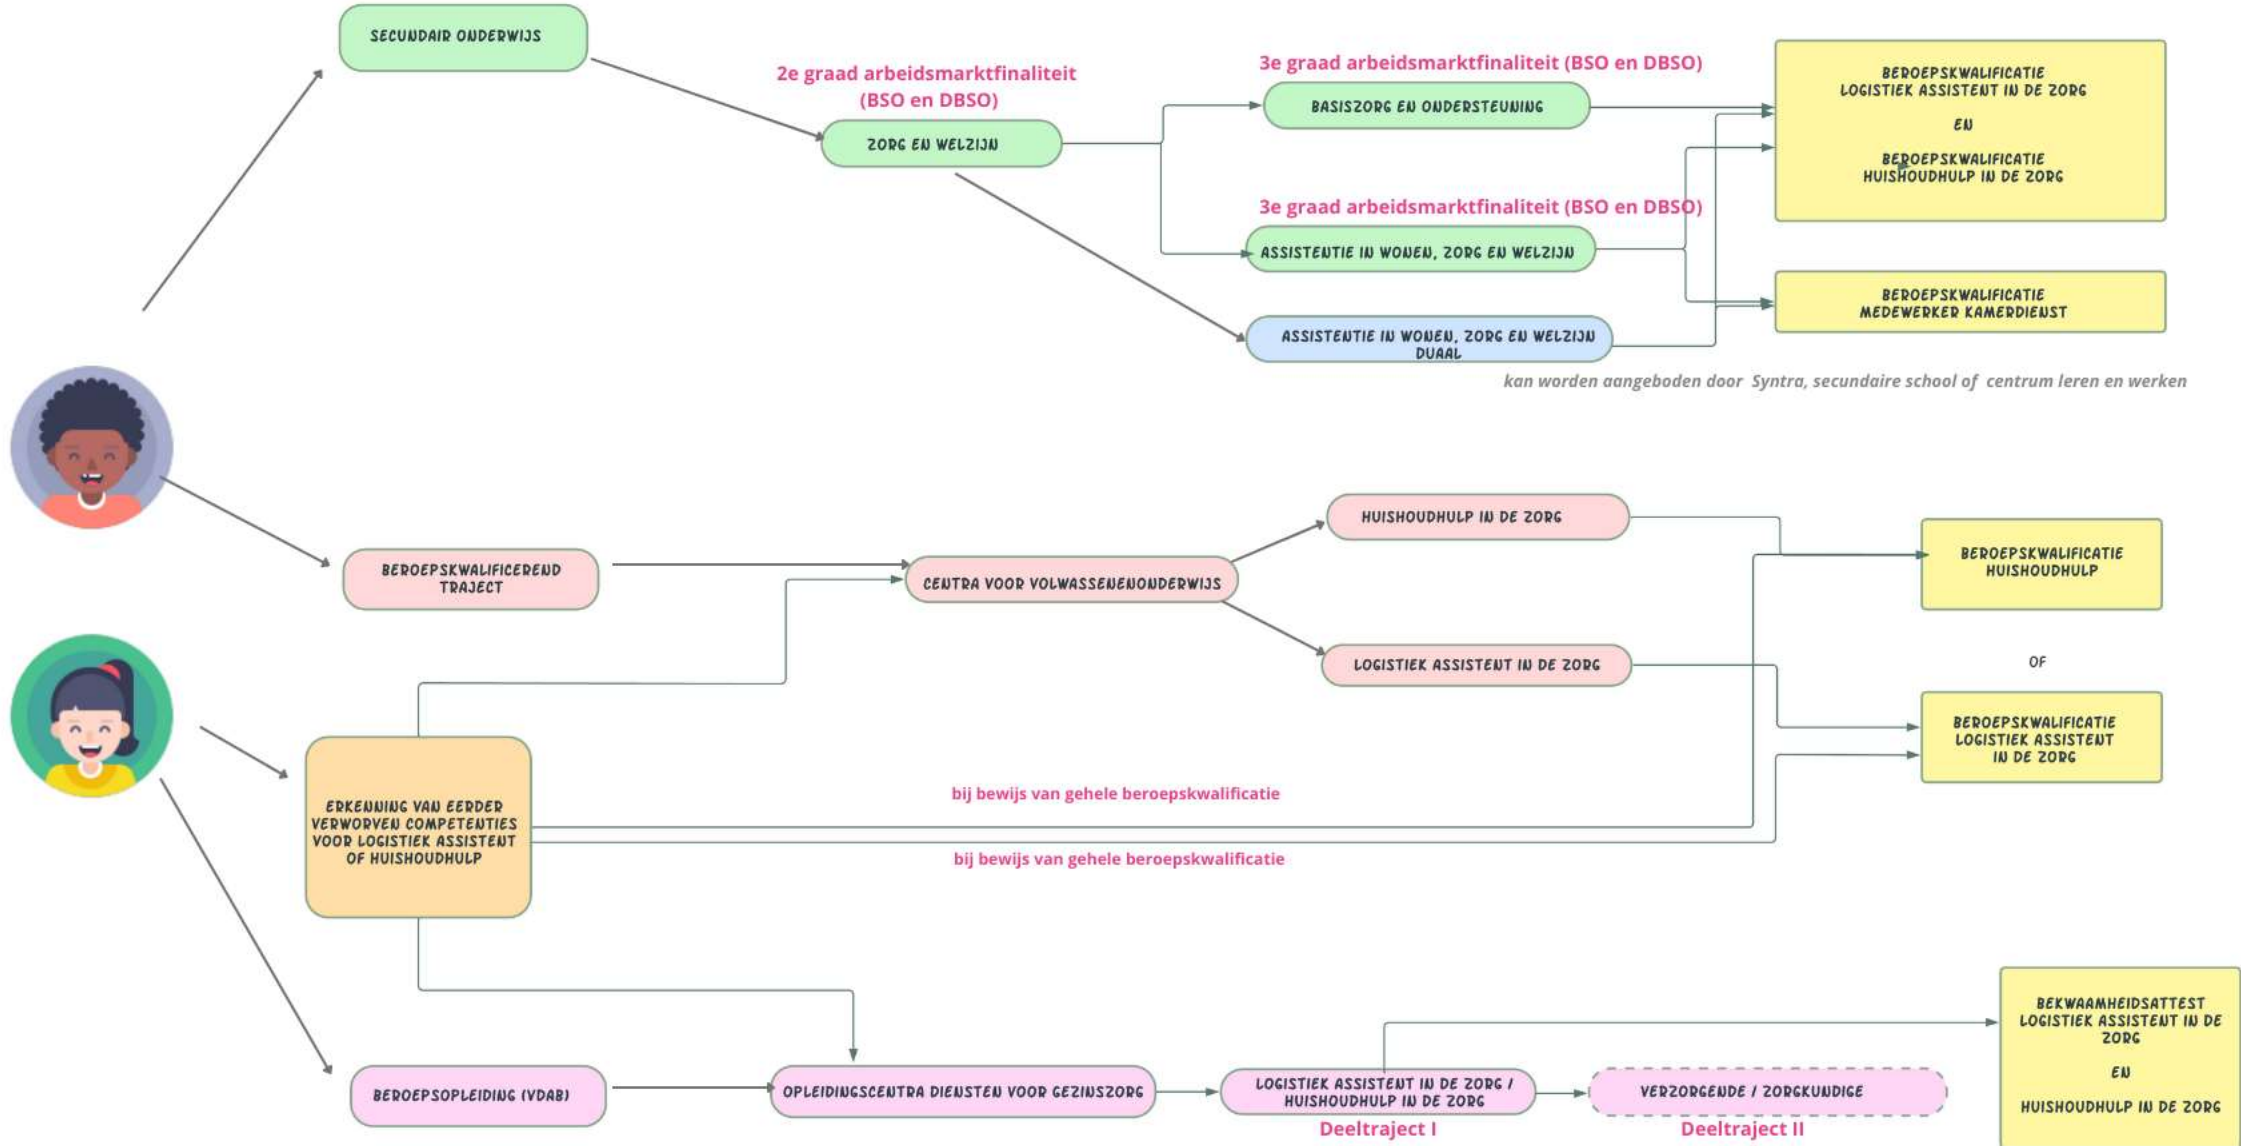 SECUNDAIR ONDERWIJS
2e graad arbeidsmarktfinaliteit
(BSO en DBSO)
ZORG EN WELZIJN
3e graad arbeidsmarktfinaliteit (BSO en DBSO)
BASISZORG EN ONDERSTEUNING
3e graad arbeidsmarktfinaliteit (BSO en DBSO)
ASSISTENTIE IN WONEN, ZORG EN WELZIJN
ASSISTENTIE IN WONEN, ZORG EN WELZIJN
DUAAL
BEROEPSKWALIFICATIE
LOGISTIEK ASSISTENT IN DE ZORG
EN
BEROEPSKWALIFICATIE
HUISHOUDHULP IN DE ZORG
BEROEPSKWALIFICATIE
MEDEWERKER KAMERDIENST
kan worden aangeboden door Syntra, secundaire school of centrum leren en werken
BEROEPSKWALIFICEREND
TRAJECT
CENTRA VOOR VOLWASSENENONDERWIJS
HUISHOUDHULP IN DE ZORG
LOGISTIEK ASSISTENT IN DE ZORG
BEROEPSKWALIFICATIE
HUISHOUDHULP
OF
BEROEPSKWALIFICATIE
LOGISTIEK ASSISTENT
IN DE ZORG
ERKENNING VAN EERDER
VERWORVEN COMPETENTIES
VOOR LOGISTIEK ASSISTENT
OF HUISHOUDHULP
bij bewijs van gehele beroepskwalificatie
bij bewijs van gehele beroepskwalificatie
BEROEPSOPLEIDING (VDAB)
OPLEIDINGSCENTRA DIENSTEN VOOR GEZINSZORG
LOGISTIEK ASSISTENT IN DE ZORG /
HUISHOUDHULP IN DE ZORG
Deeltraject I
VERZORGENDE / ZORGKUNDIGE
Deeltraject II
BEKWAAMHEIDSATTEST
LOGISTIEK ASSISTENT IN DE
ZORG
EN
HUISHOUDHULP IN DE ZORG